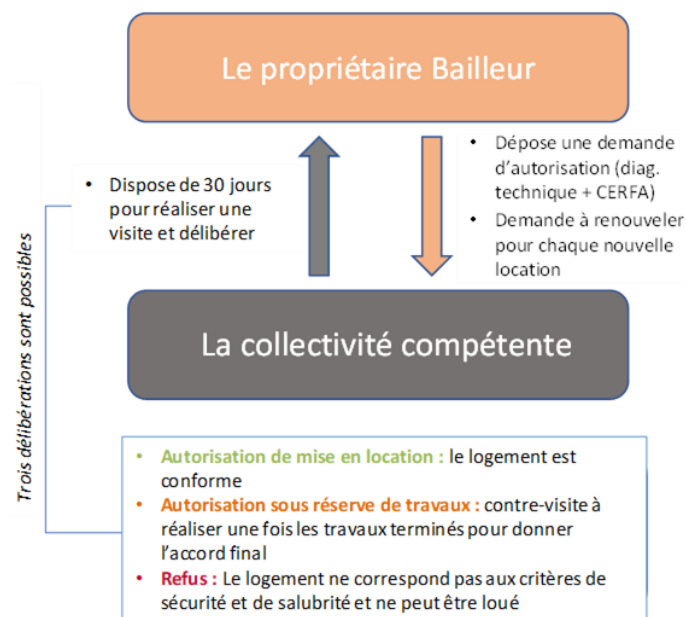 Le propriétaire Bailleur
• Dispose de 30 jours
pour réaliser une
visite et délibérer
• Dépose une demande
d'autorisation (diag.
technique + CERFA)
• Demande à renouveler
pour chaque nouvelle
location
La collectivité compétente
Trois délibérations sont possibles
• Autorisation de mise en location : le logement est
conforme
• Autorisation sous réserve de travaux : contre-visite à
réaliser une fois les travaux terminés pour donner
l'accord final
• Refus : Le logement ne correspond pas aux critères de
sécurité et de salubrité et ne peut être loué